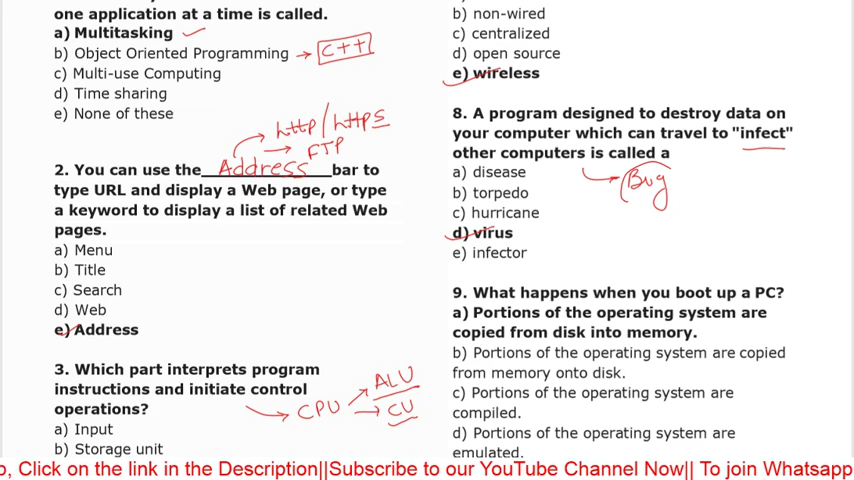 one application at a time is called.
a) Multitasking
b) Object Oriented Programming → C++
c) Multi-use Computing
d) Time sharing
e) None of these
http/https
FTP
2. You can use the Address bar to
type URL and display a Web page, or type
a keyword to display a list of related Web
pages.
a) Menu
b) Title
c) Search
d) Web
e) Address
3. Which part interprets program
instructions and initiate control
operations?
CPU
ALU
CU
a) Input
b) Storage unit
b) non-wired
c) centralized
d) open source
e) wireless
8. A program designed to destroy data on
your computer which can travel to "infect"
other computers is called a
a) disease
Bug
b) torpedo
c) hurricane
d) virus
e) infector
9. What happens when you boot up a PC?
a) Portions of the operating system are
copied from disk into memory.
b) Portions of the operating system are copied
from memory onto disk.
c) Portions of the operating system are
compiled.
d) Portions of the operating system are
emulated.
, Click on the link in the Description||Subscribe to our YouTube Channel Now|| To join Whatsapp